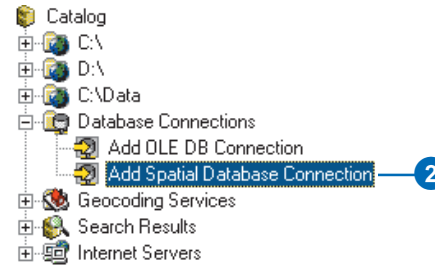 Catalog
C:\
D:\
C:\Data
Database Connections
Add OLE DB Connection
Add Spatial Database Connection 2
Geocoding Services
Search Results
Internet Servers